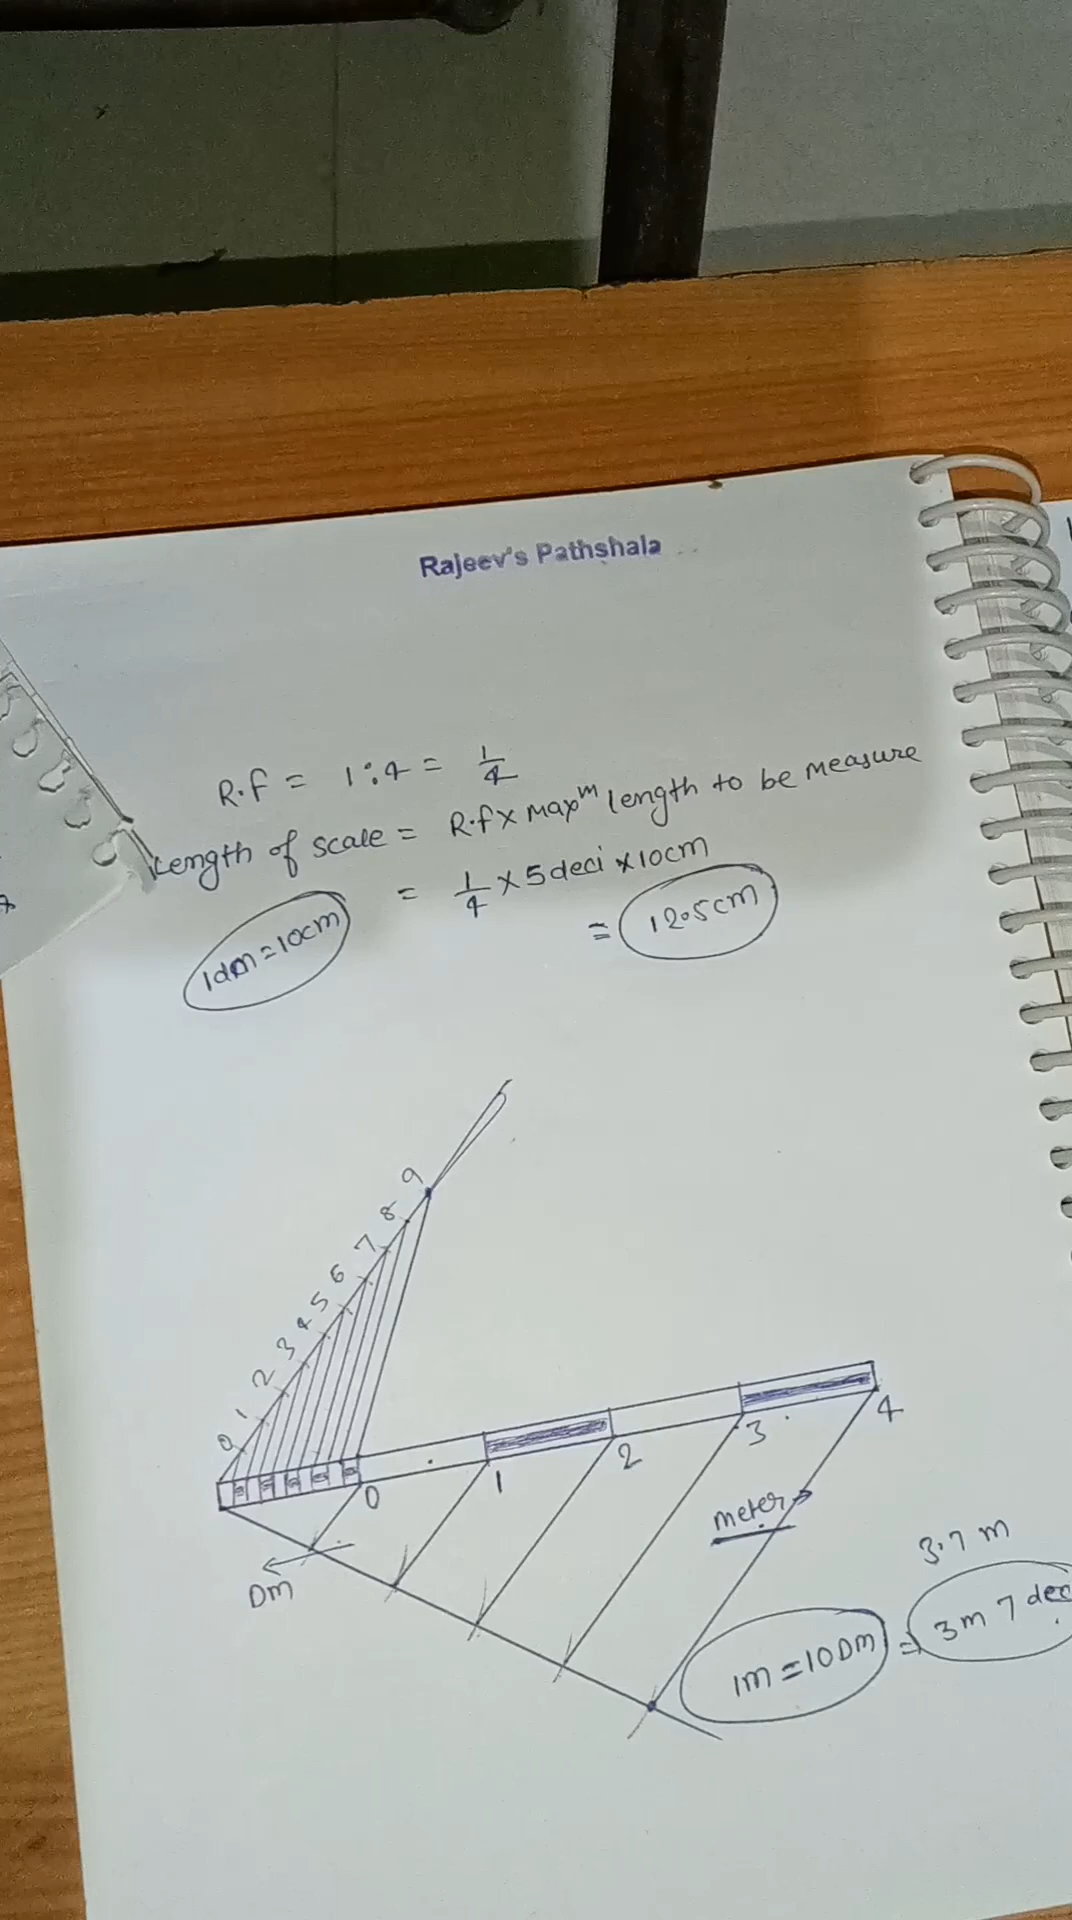 Rajeev's Pathshala
R.f = 1:4 = 1/4
Length of scale = R.f x maxᵐ length to be measure
= 1/4 x 5 deci x 10cm
1dm = 10cm
= 12.5cm
9
8
7
6
5
4
3
2
1
0
0 1 2 3 4
Dm
meter
3.7 m
1m = 10Dm = 3m 7 dec